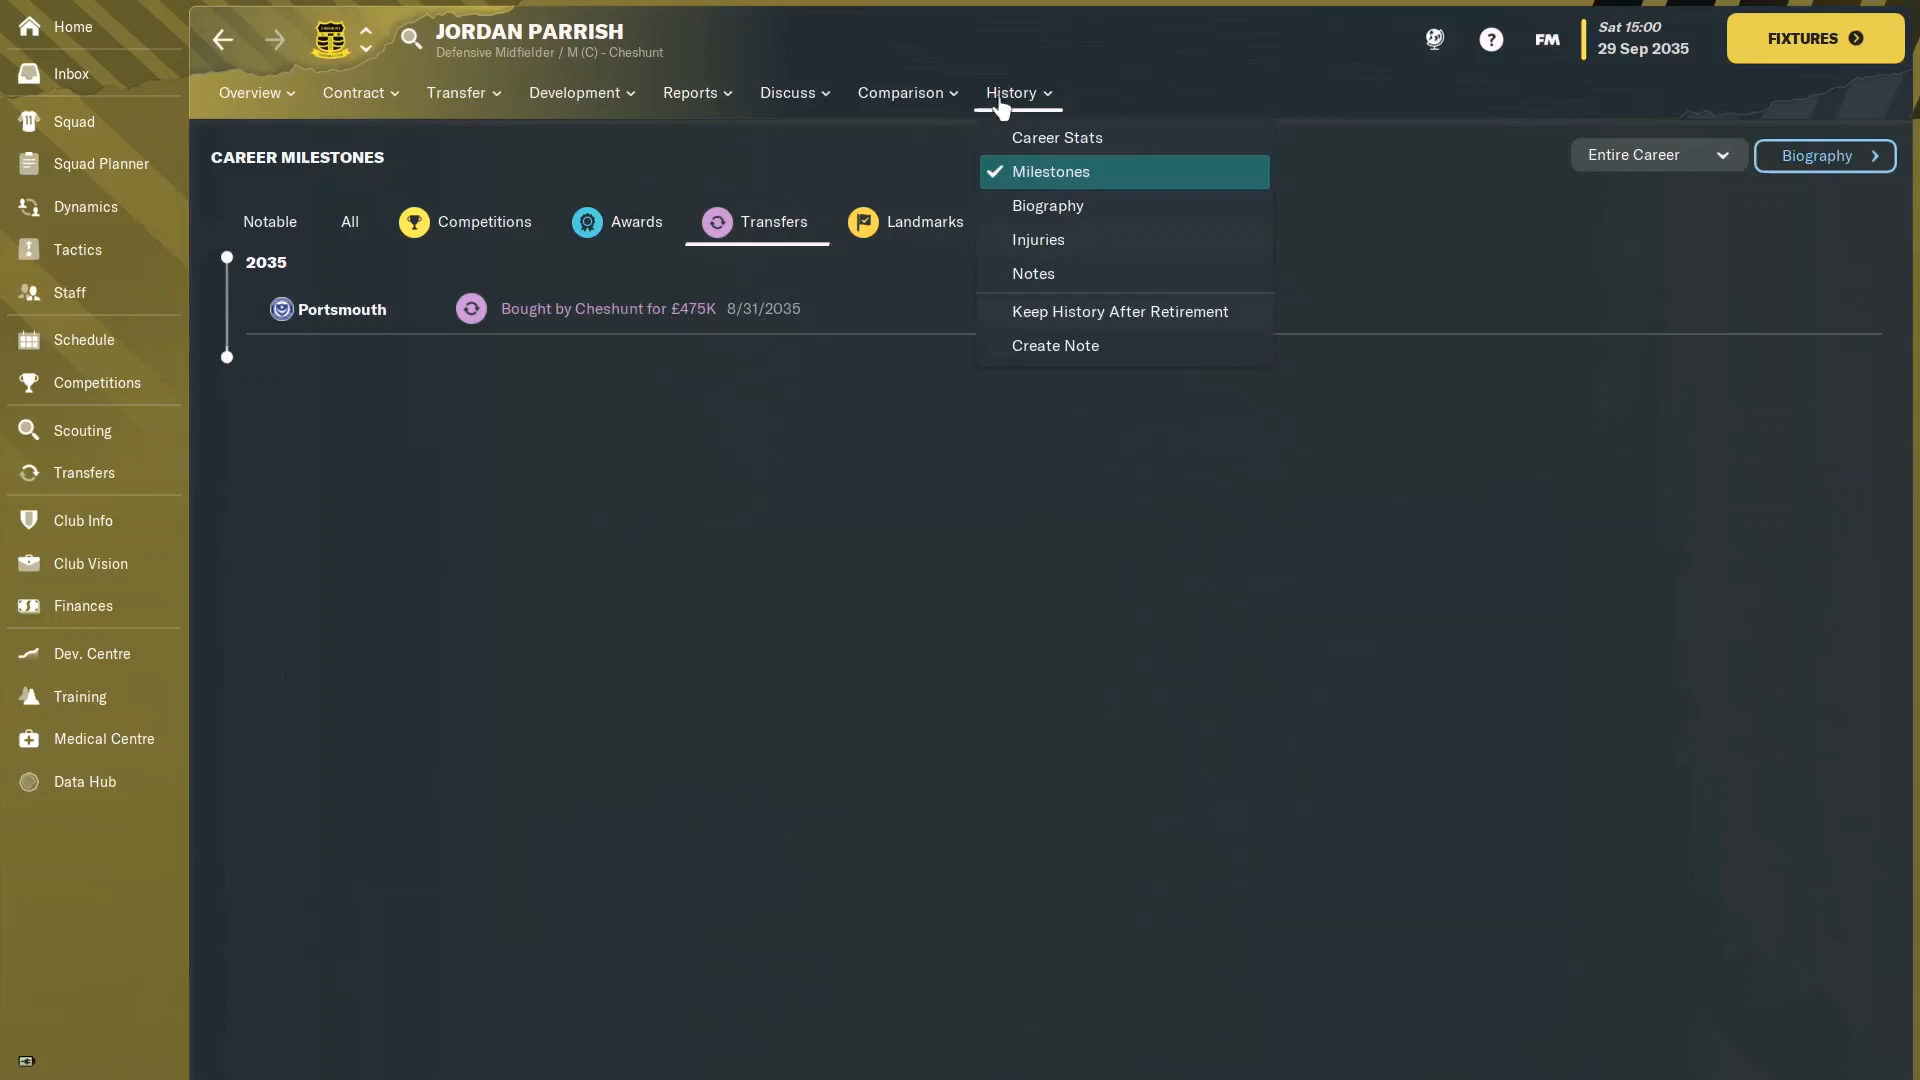 Home
Inbox
Squad
Squad Planner
Dynamics
Tactics
Staff
Schedule
Competitions
Scouting
Transfers
Club Info
Club Vision
Finances
Dev. Centre
Training
Medical Centre
Data Hub
JORDAN PARRISH
Defensive Midfielder / M (C) - Cheshunt
?
FM
Sat 15:00
29 Sep 2035
FIXTURES
Overview
Contract
Transfer
Development
Reports
Discuss
Comparison
History
CAREER MILESTONES
Entire Career
Biography
Career Stats
Milestones
Biography
Injuries
Notes
Keep History After Retirement
Create Note
Notable
All
Competitions
Awards
Transfers
Landmarks
2035
Portsmouth
Bought by Cheshunt for £475K 8/31/2035